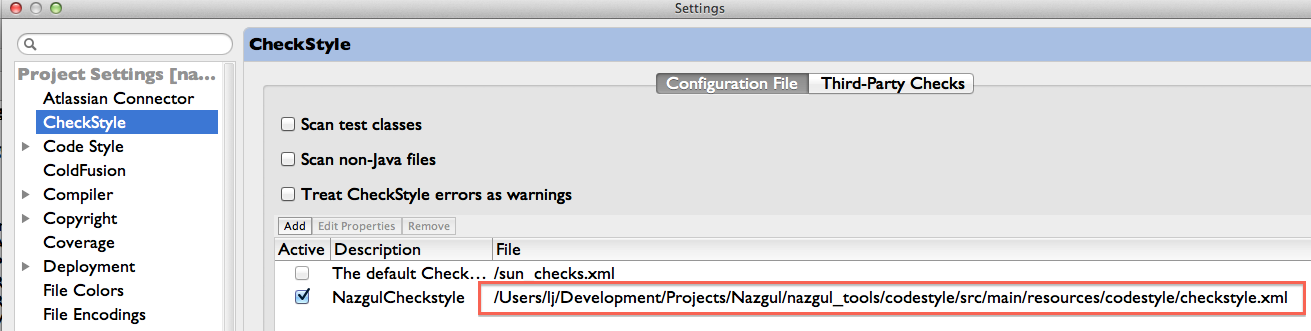 Settings
Project Settings [na...
Atlassian Connector
CheckStyle
Code Style
ColdFusion
Compiler
Copyright
Coverage
Deployment
File Colors
File Encodings
CheckStyle
Configuration File Third-Party Checks
Scan test classes
Scan non-Java files
Treat CheckStyle errors as warnings
Add Edit Properties Remove
Active Description File
The default Check... /sun_checks.xml
NazgulCheckstyle /Users/lj/Development/Projects/Nazgul/nazgul_tools/codestyle/src/main/resources/codestyle/checkstyle.xml